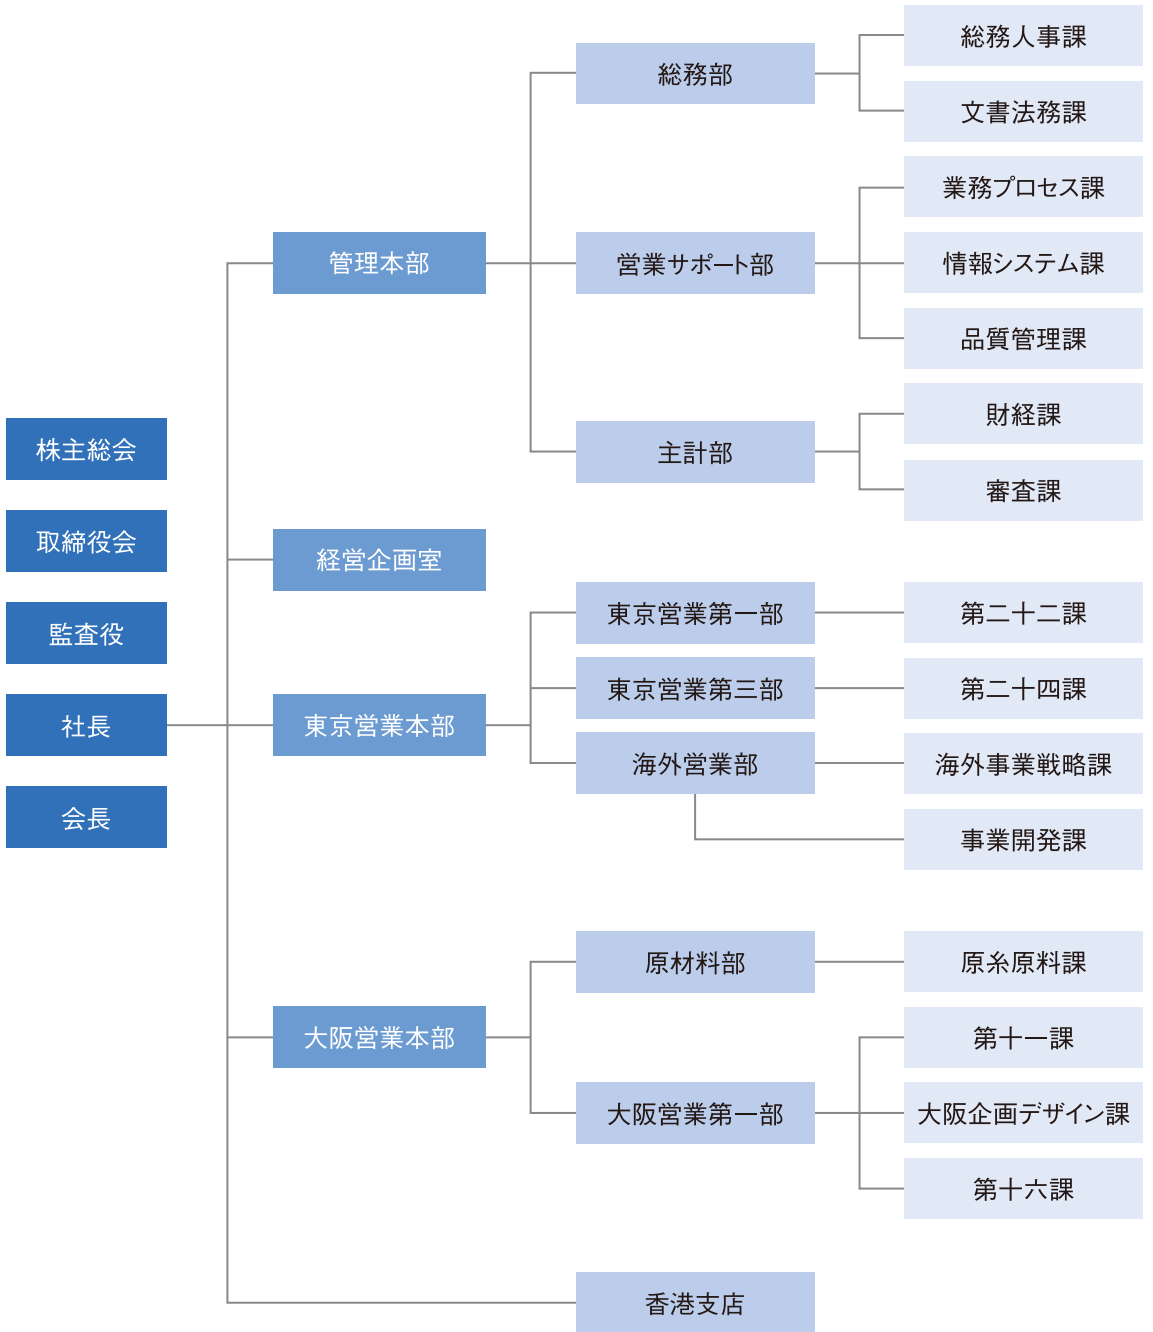 株主総会
取締役会
監査役
社長
会長
管理本部
経営企画室
東京営業本部
大阪営業本部
総務部
営業サポート部
主計部
東京営業第一部
東京営業第三部
海外営業部
原材料部
大阪営業第一部
香港支店
総務人事課
文書法務課
業務プロセス課
情報システム課
品質管理課
財経課
審査課
第二十二課
第二十四課
海外事業戦略課
事業開発課
原糸原料課
第十一課
大阪企画デザイン課
第十六課